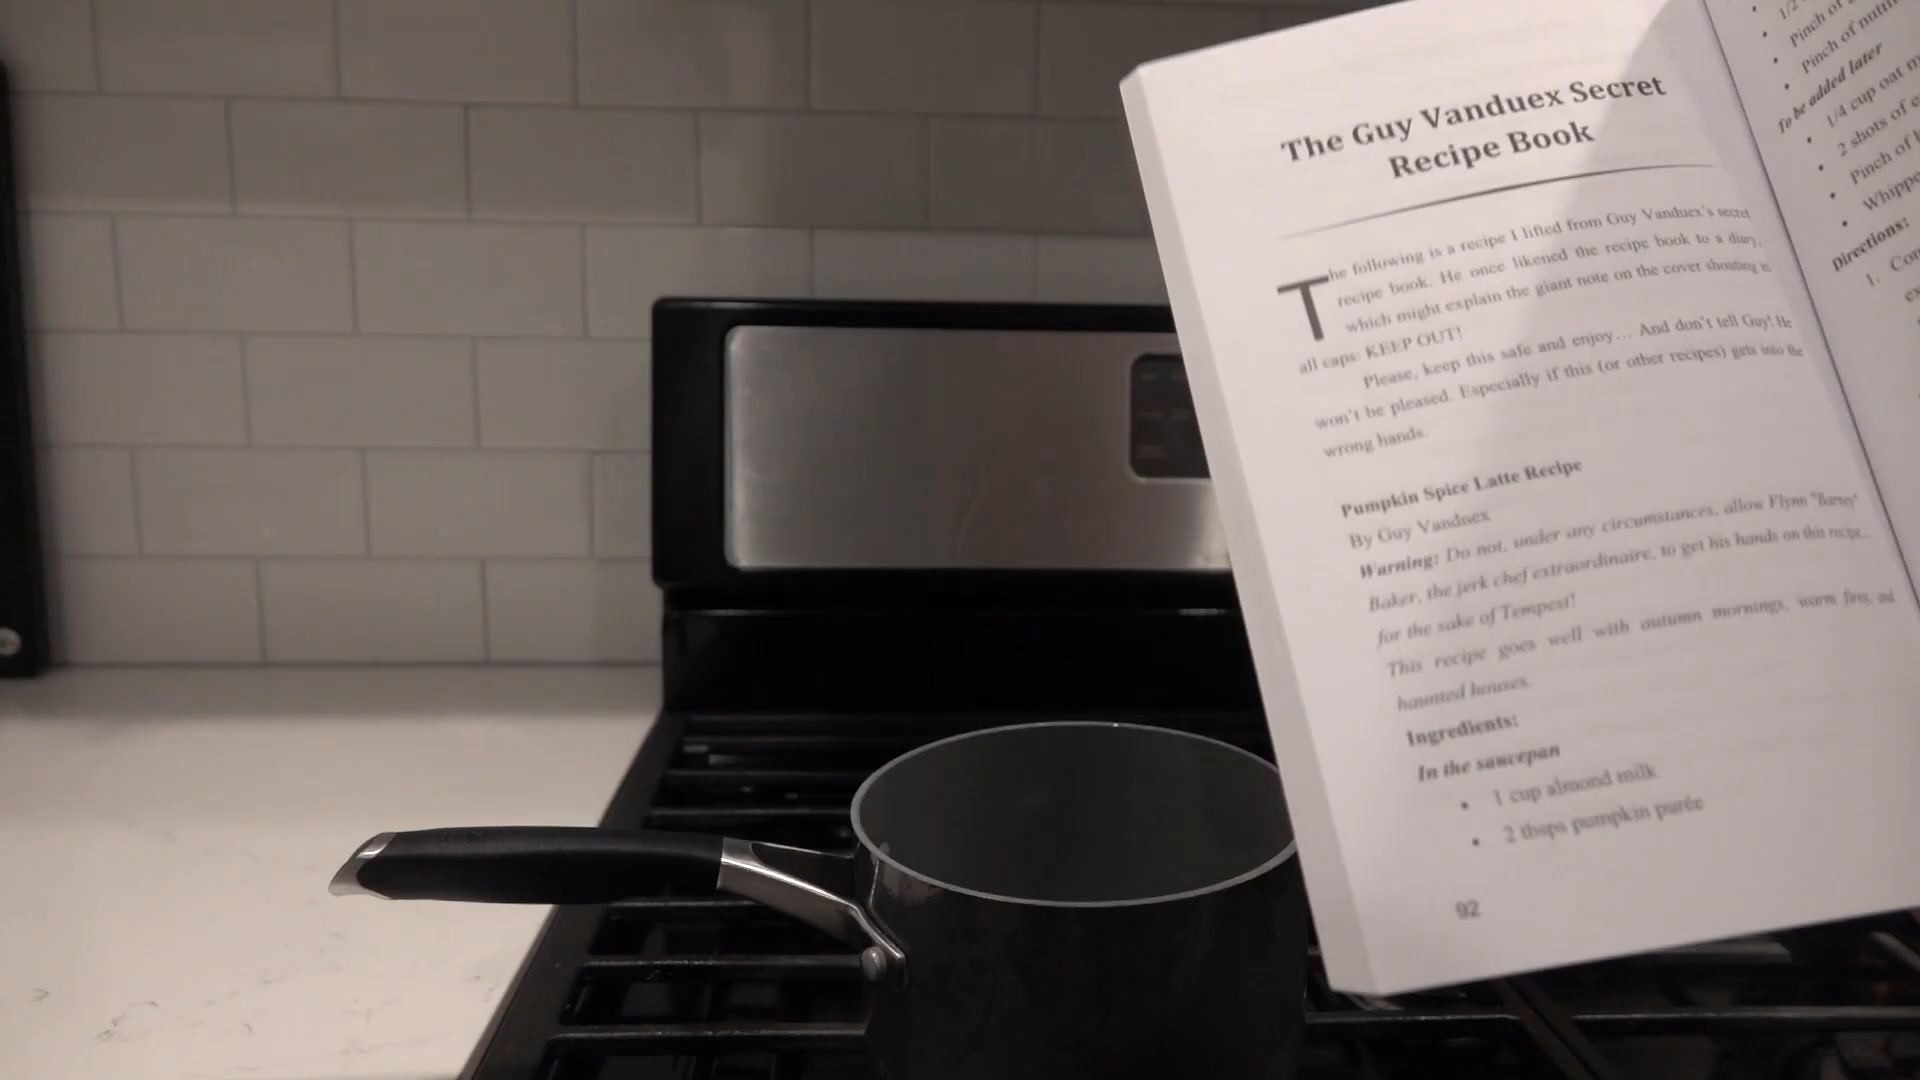 The Guy Vanduex Secret
Recipe Book
The following is a recipe I lifted from Guy Vanduex's secret
recipe book. He once likened the recipe book to a diary,
which might explain the giant note on the cover shouting in
all caps: KEEP OUT!
Please, keep this safe and enjoy… And don't tell Guy! He
won't be pleased. Especially if this (or other recipes) gets into the
wrong hands.
Pumpkin Spice Latte Recipe
By Guy Vanduex
Warning: Do not, under any circumstances, allow Flynn "Barney"
Baker, the jerk chef extraordinaire, to get his hands on this recipe...
for the sake of Tempest!
This recipe goes well with autumn mornings, warm fires, and
haunted houses.
Ingredients:
In the saucepan
• 1 cup almond milk
• 2 tbsps pumpkin purée
92
• 1/2
• Pinch of
• Pinch of
To be added later
• 1/4 cup oat
• 2 shots of
• Pinch of
• Whipped
Directions:
1.